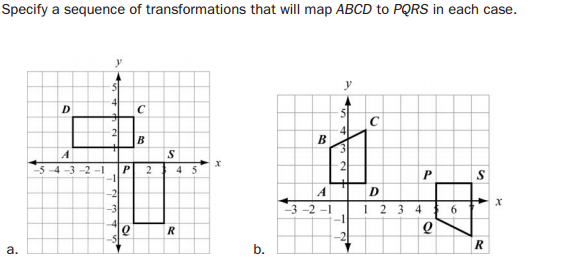 Specify a sequence of transformations that will map ABCD to PQRS in each case.
y
5
4
D C
3
2
B
1
A S
-5 -4 -3 -2 -1 P 2 4 5 x
-1
-2
-3
-4
Q R
-5
a.
y
5
C
4
B
3
2
P S
1
A D
-3 -2 -1 1 2 3 4 5 6 7 x
-1
Q
-2
R
b.